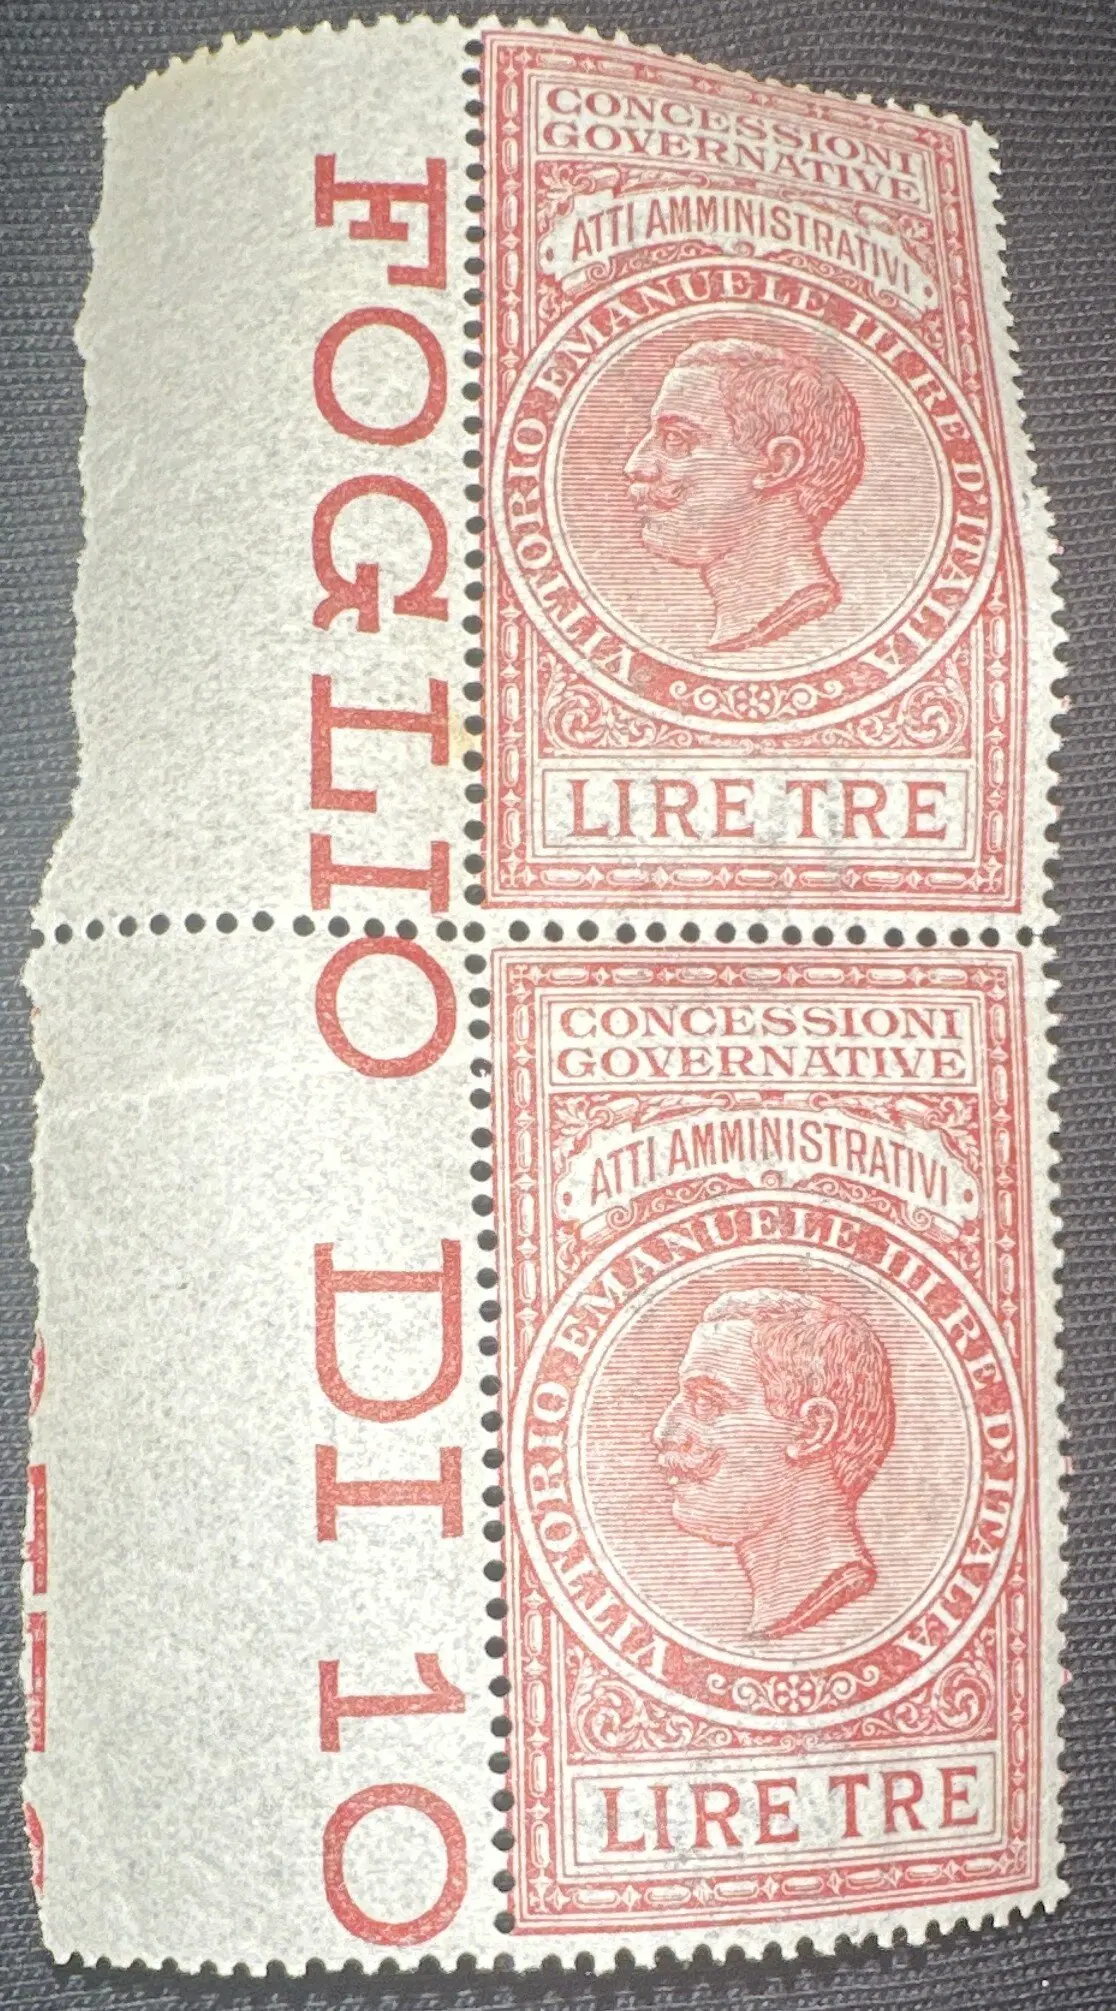 FOGLIO DI 10
CONCESSIONI
GOVERNATIVE
ATTI AMMINISTRATIVI
VITTORIO EMANUELE III RE D'ITALIA
LIRE TRE
CONCESSIONI
GOVERNATIVE
ATTI AMMINISTRATIVI
VITTORIO EMANUELE III RE D'ITALIA
LIRE TRE